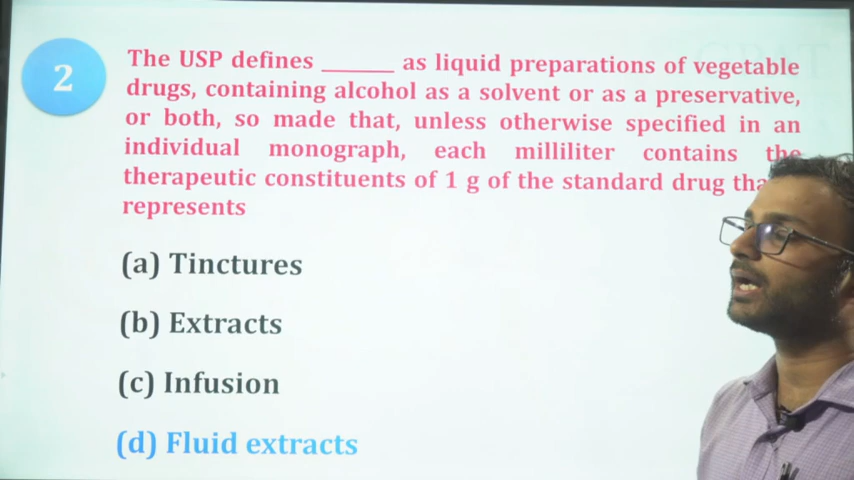 2
The USP defines ______ as liquid preparations of vegetable
drugs, containing alcohol as a solvent or as a preservative,
or both, so made that, unless otherwise specified in an
individual monograph, each milliliter contains the
therapeutic constituents of 1 g of the standard drug
represents
(a) Tinctures
(b) Extracts
(c) Infusion
(d) Fluid extracts